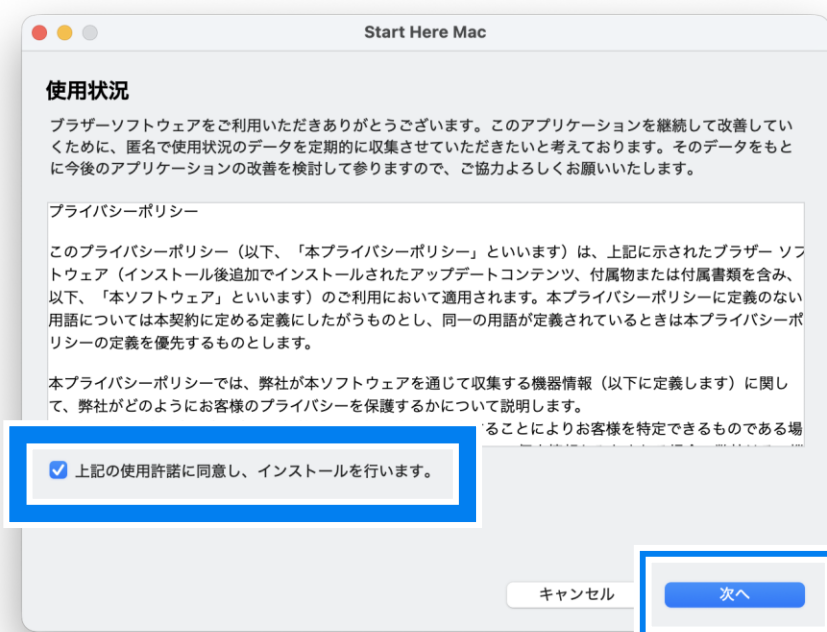 Start Here Mac
使用状況
ブラザーソフトウェアをご利用いただきありがとうございます。このアプリケーションを継続して改善してい
くために、匿名で使用状況のデータを定期的に収集させていただきたいと考えております。そのデータをもと
に今後のアプリケーションの改善を検討して参りますので、ご協力よろしくお願いいたします。
プライバシーポリシー
このプライバシーポリシー（以下、「本プライバシーポリシー」といいます）は、上記に示されたブラザー ソフ
トウェア（インストール後追加でインストールされたアップデートコンテンツ、付属物または付属書類を含み、
以下、「本ソフトウェア」といいます）のご利用において適用されます。本プライバシーポリシーに定義のない
用語については本契約に定める定義にしたがうものとし、同一の用語が定義されているときは本プライバシーポ
リシーの定義を優先するものとします。
本プライバシーポリシーでは、弊社が本ソフトウェアを通じて収集する機器情報（以下に定義します）に関し
て、弊社がどのようにお客様のプライバシーを保護するかについて説明します。
ることによりお客様を特定できるものである場
上記の使用許諾に同意し、インストールを行います。
キャンセル
次へ